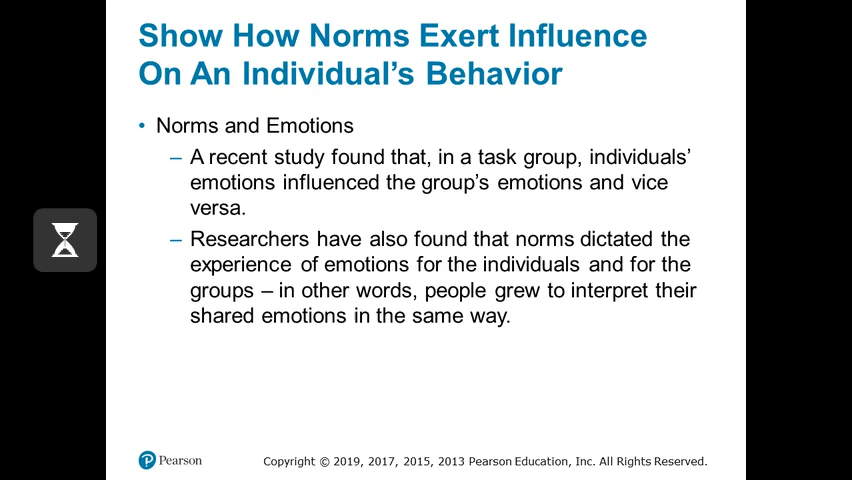 Show How Norms Exert Influence
On An Individual’s Behavior
• Norms and Emotions
– A recent study found that, in a task group, individuals’
emotions influenced the group’s emotions and vice
versa.
– Researchers have also found that norms dictated the
experience of emotions for the individuals and for the
groups – in other words, people grew to interpret their
shared emotions in the same way.
Pearson
Copyright © 2019, 2017, 2015, 2013 Pearson Education, Inc. All Rights Reserved.